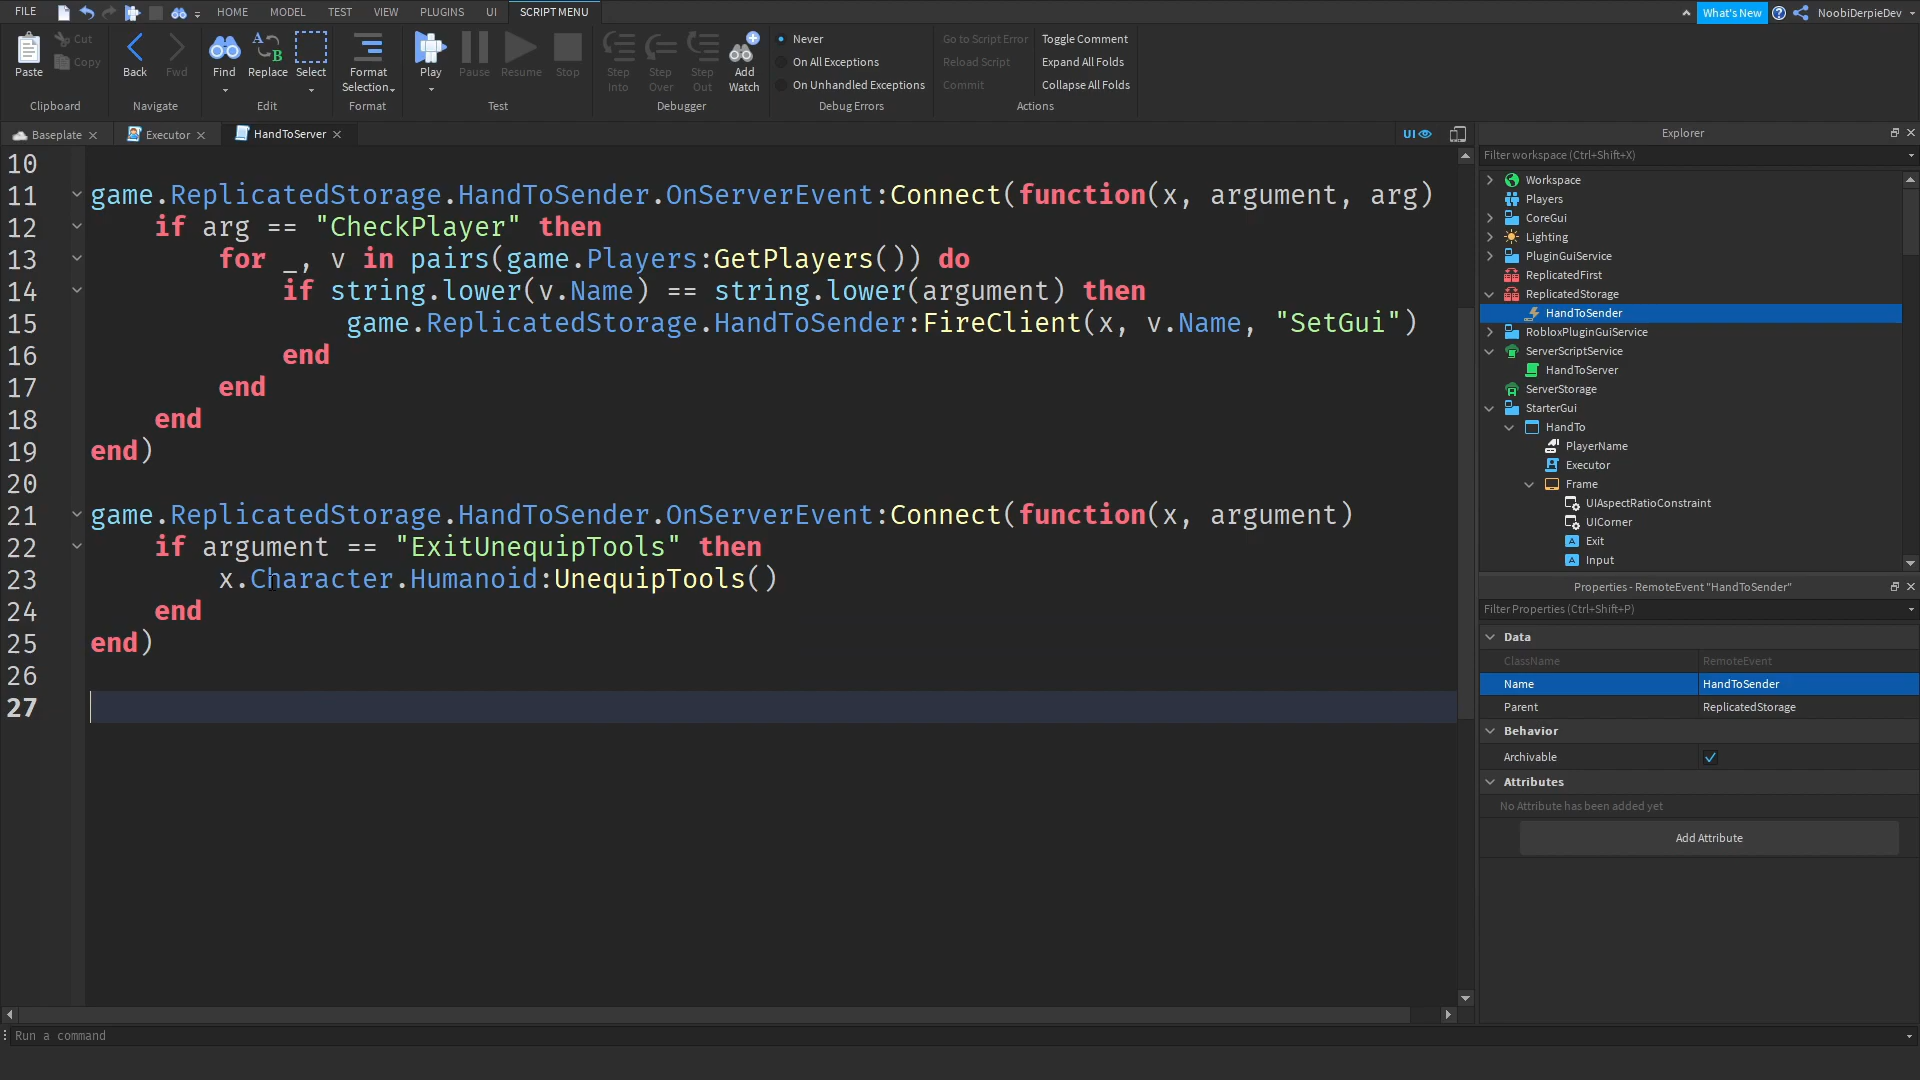 FILE HOME MODEL TEST VIEW PLUGINS UI SCRIPT MENU What's New NoobiDerpieDev
Paste Cut Copy Back Fwd Find Replace Select Format Selection Play Pause Resume Stop Step Into Step Over Step Out Add Watch
Never Go to Script Error Toggle Comment
On All Exceptions Reload Script Expand All Folds
On Unhandled Exceptions Commit Collapse All Folds
Clipboard Navigate Edit Format Test Debugger Debug Errors Actions
Baseplate Executor HandToServer UI
10
11 game.ReplicatedStorage.HandToSender.OnServerEvent:Connect(function(x, argument, arg)
12 if arg == "CheckPlayer" then
13 for _, v in pairs(game.Players:GetPlayers()) do
14 if string.lower(v.Name) == string.lower(argument) then
15 game.ReplicatedStorage.HandToSender:FireClient(x, v.Name, "SetGui")
16 end
17 end
18 end
19 end)
20
21 game.ReplicatedStorage.HandToSender.OnServerEvent:Connect(function(x, argument)
22 if argument == "ExitUnequipTools" then
23 x.Character.Humanoid:UnequipTools()
24 end
25 end)
26
27
Run a command
Explorer
Filter workspace (Ctrl+Shift+X)
Workspace
Players
CoreGui
Lighting
PluginGuiService
ReplicatedFirst
ReplicatedStorage
HandToSender
RobloxPluginGuiService
ServerScriptService
HandToServer
ServerStorage
StarterGui
HandTo
PlayerName
Executor
Frame
UIAspectRatioConstraint
UICorner
A Exit
A Input
Properties - RemoteEvent "HandToSender"
Filter Properties (Ctrl+Shift+P)
Data
ClassName RemoteEvent
Name HandToSender
Parent ReplicatedStorage
Behavior
Archivable
Attributes
No Attribute has been added yet
Add Attribute